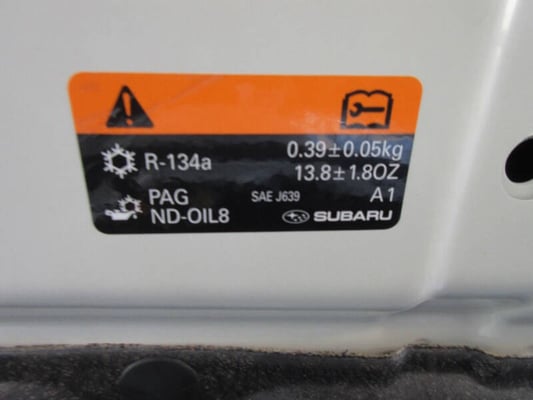 R-134a 0.39±0.05kg
13.8±1.8OZ
PAG SAE J639 A1
ND-OIL8 SUBARU